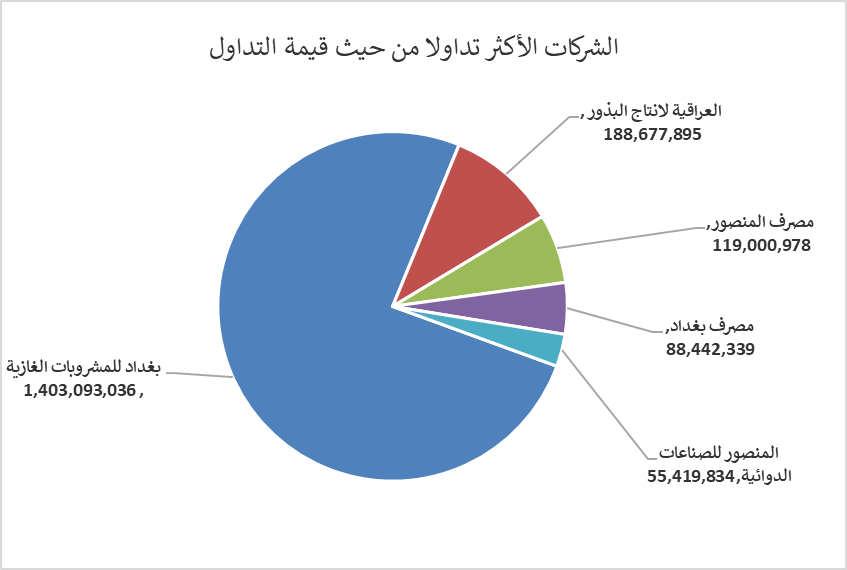 الشركات الأكثر تداولا من حيث قيمة التداول
العراقية لانتاج البذور ,
188,677,895
مصرف المنصور,
119,000,978
مصرف بغداد,
88,442,339
المنصور للصناعات
الدوائية, 55,419,834
بغداد للمشروبات الغازية
, 1,403,093,036